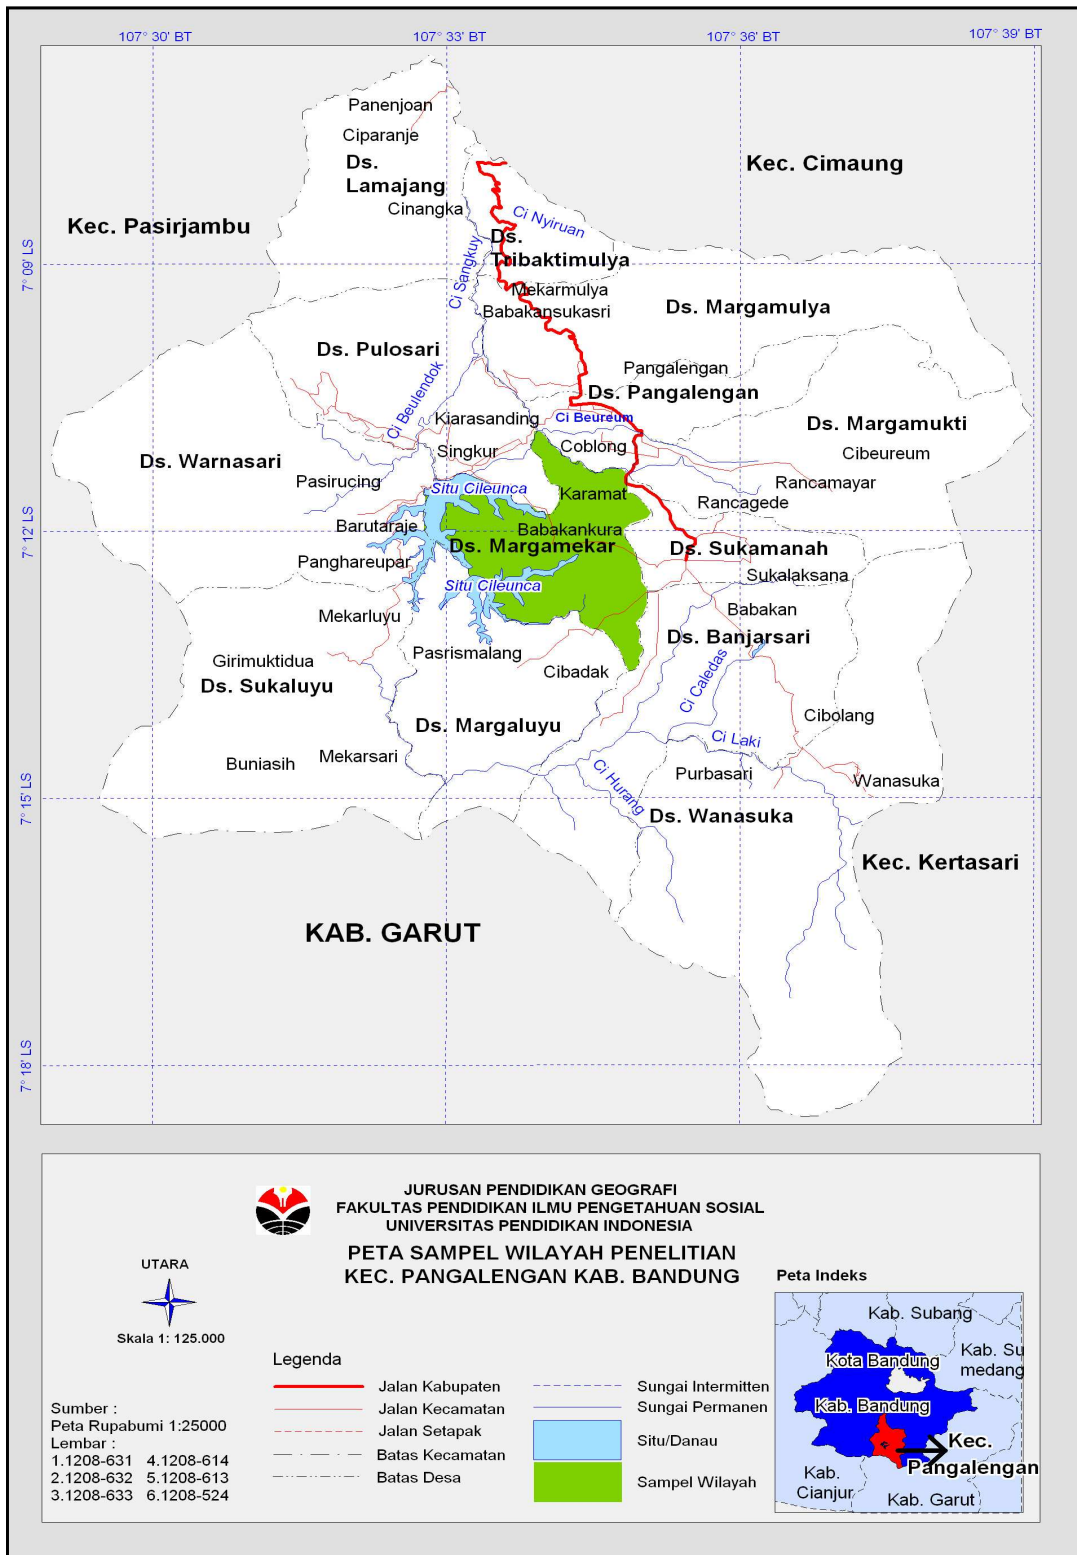 107° 30' BT
107° 33' BT
107° 36' BT
107° 39' BT
7° 09' LS
7° 12' LS
7° 15' LS
7° 18' LS
Panenjoan
Ciparanje
Ds.
Lamajang
Cinangka
Kec. Cimaung
Kec. Pasirjambu
Ci Nyiruan
Ds.
Tribaktimulya
Ci Sangkuy
Mekarmulya
Babakansukasri
Ds. Margamulya
Ds. Pulosari
Pangalengan
Ds. Pangalengan
Ci Beulendok
Kiarasanding
Ci Beureum
Ds. Margamukti
Singkur
Coblong
Cibeureum
Ds. Warnasari
Pasirucing
Situ Cileunca
Karamat
Rancamayar
Rancagede
Barutaraje
Babakankura
Ds. Margamekar
Ds. Sukamanah
Panghareupar
Situ Cileunca
Sukalaksana
Mekarluyu
Babakan
Ds. Banjarsari
Pasrismalang
Girimuktidua
Ds. Sukaluyu
Cibadak
Ci Caledas
Ds. Margaluyu
Cibolang
Ci Laki
Buniasih
Mekarsari
Ci Hurang
Purbasari
Wanasuka
Ds. Wanasuka
Kec. Kertasari
KAB. GARUT
JURUSAN PENDIDIKAN GEOGRAFI
FAKULTAS PENDIDIKAN ILMU PENGETAHUAN SOSIAL
UNIVERSITAS PENDIDIKAN INDONESIA
PETA SAMPEL WILAYAH PENELITIAN
KEC. PANGALENGAN KAB. BANDUNG
UTARA
Skala 1: 125.000
Sumber :
Peta Rupabumi 1:25000
Lembar :
1.1208-631 4.1208-614
2.1208-632 5.1208-613
3.1208-633 6.1208-524
Legenda
Jalan Kabupaten
Jalan Kecamatan
Jalan Setapak
Batas Kecamatan
Batas Desa
Sungai Intermitten
Sungai Permanen
Situ/Danau
Sampel Wilayah
Peta Indeks
Kab. Subang
Kab. Su
medang
Kota Bandung
Kab. Bandung
Kec.
Pangalengan
Kab.
Cianjur
Kab. Garut